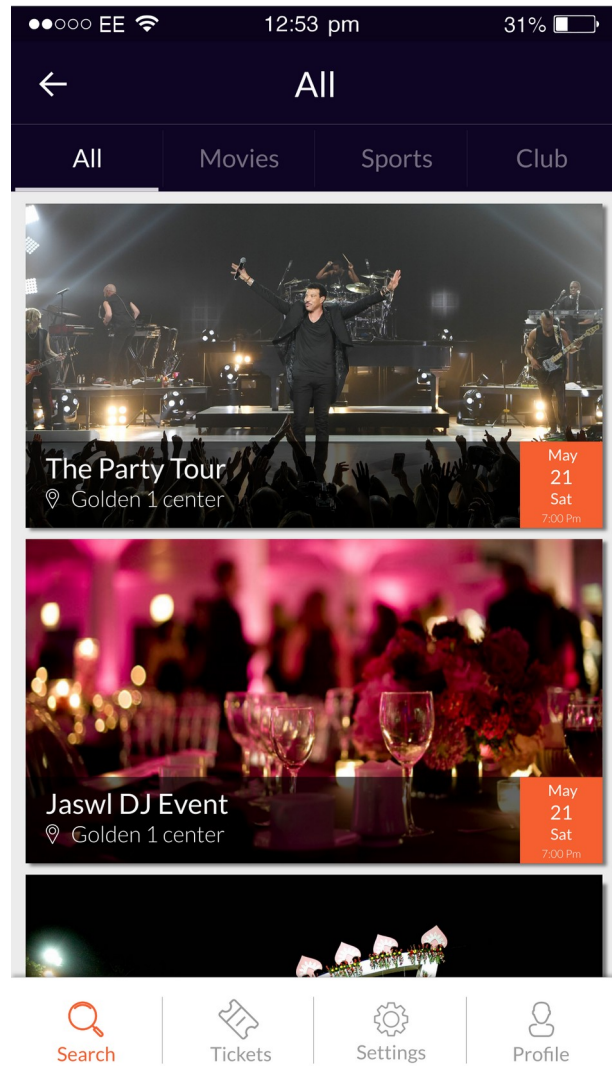 EE 12:53 pm 31%
All
All Movies Sports Club
The Party Tour
Golden 1 center
May
21
Sat
7:00 Pm
Jaswl DJ Event
Golden 1 center
May
21
Sat
7:00 Pm
Search Tickets Settings Profile